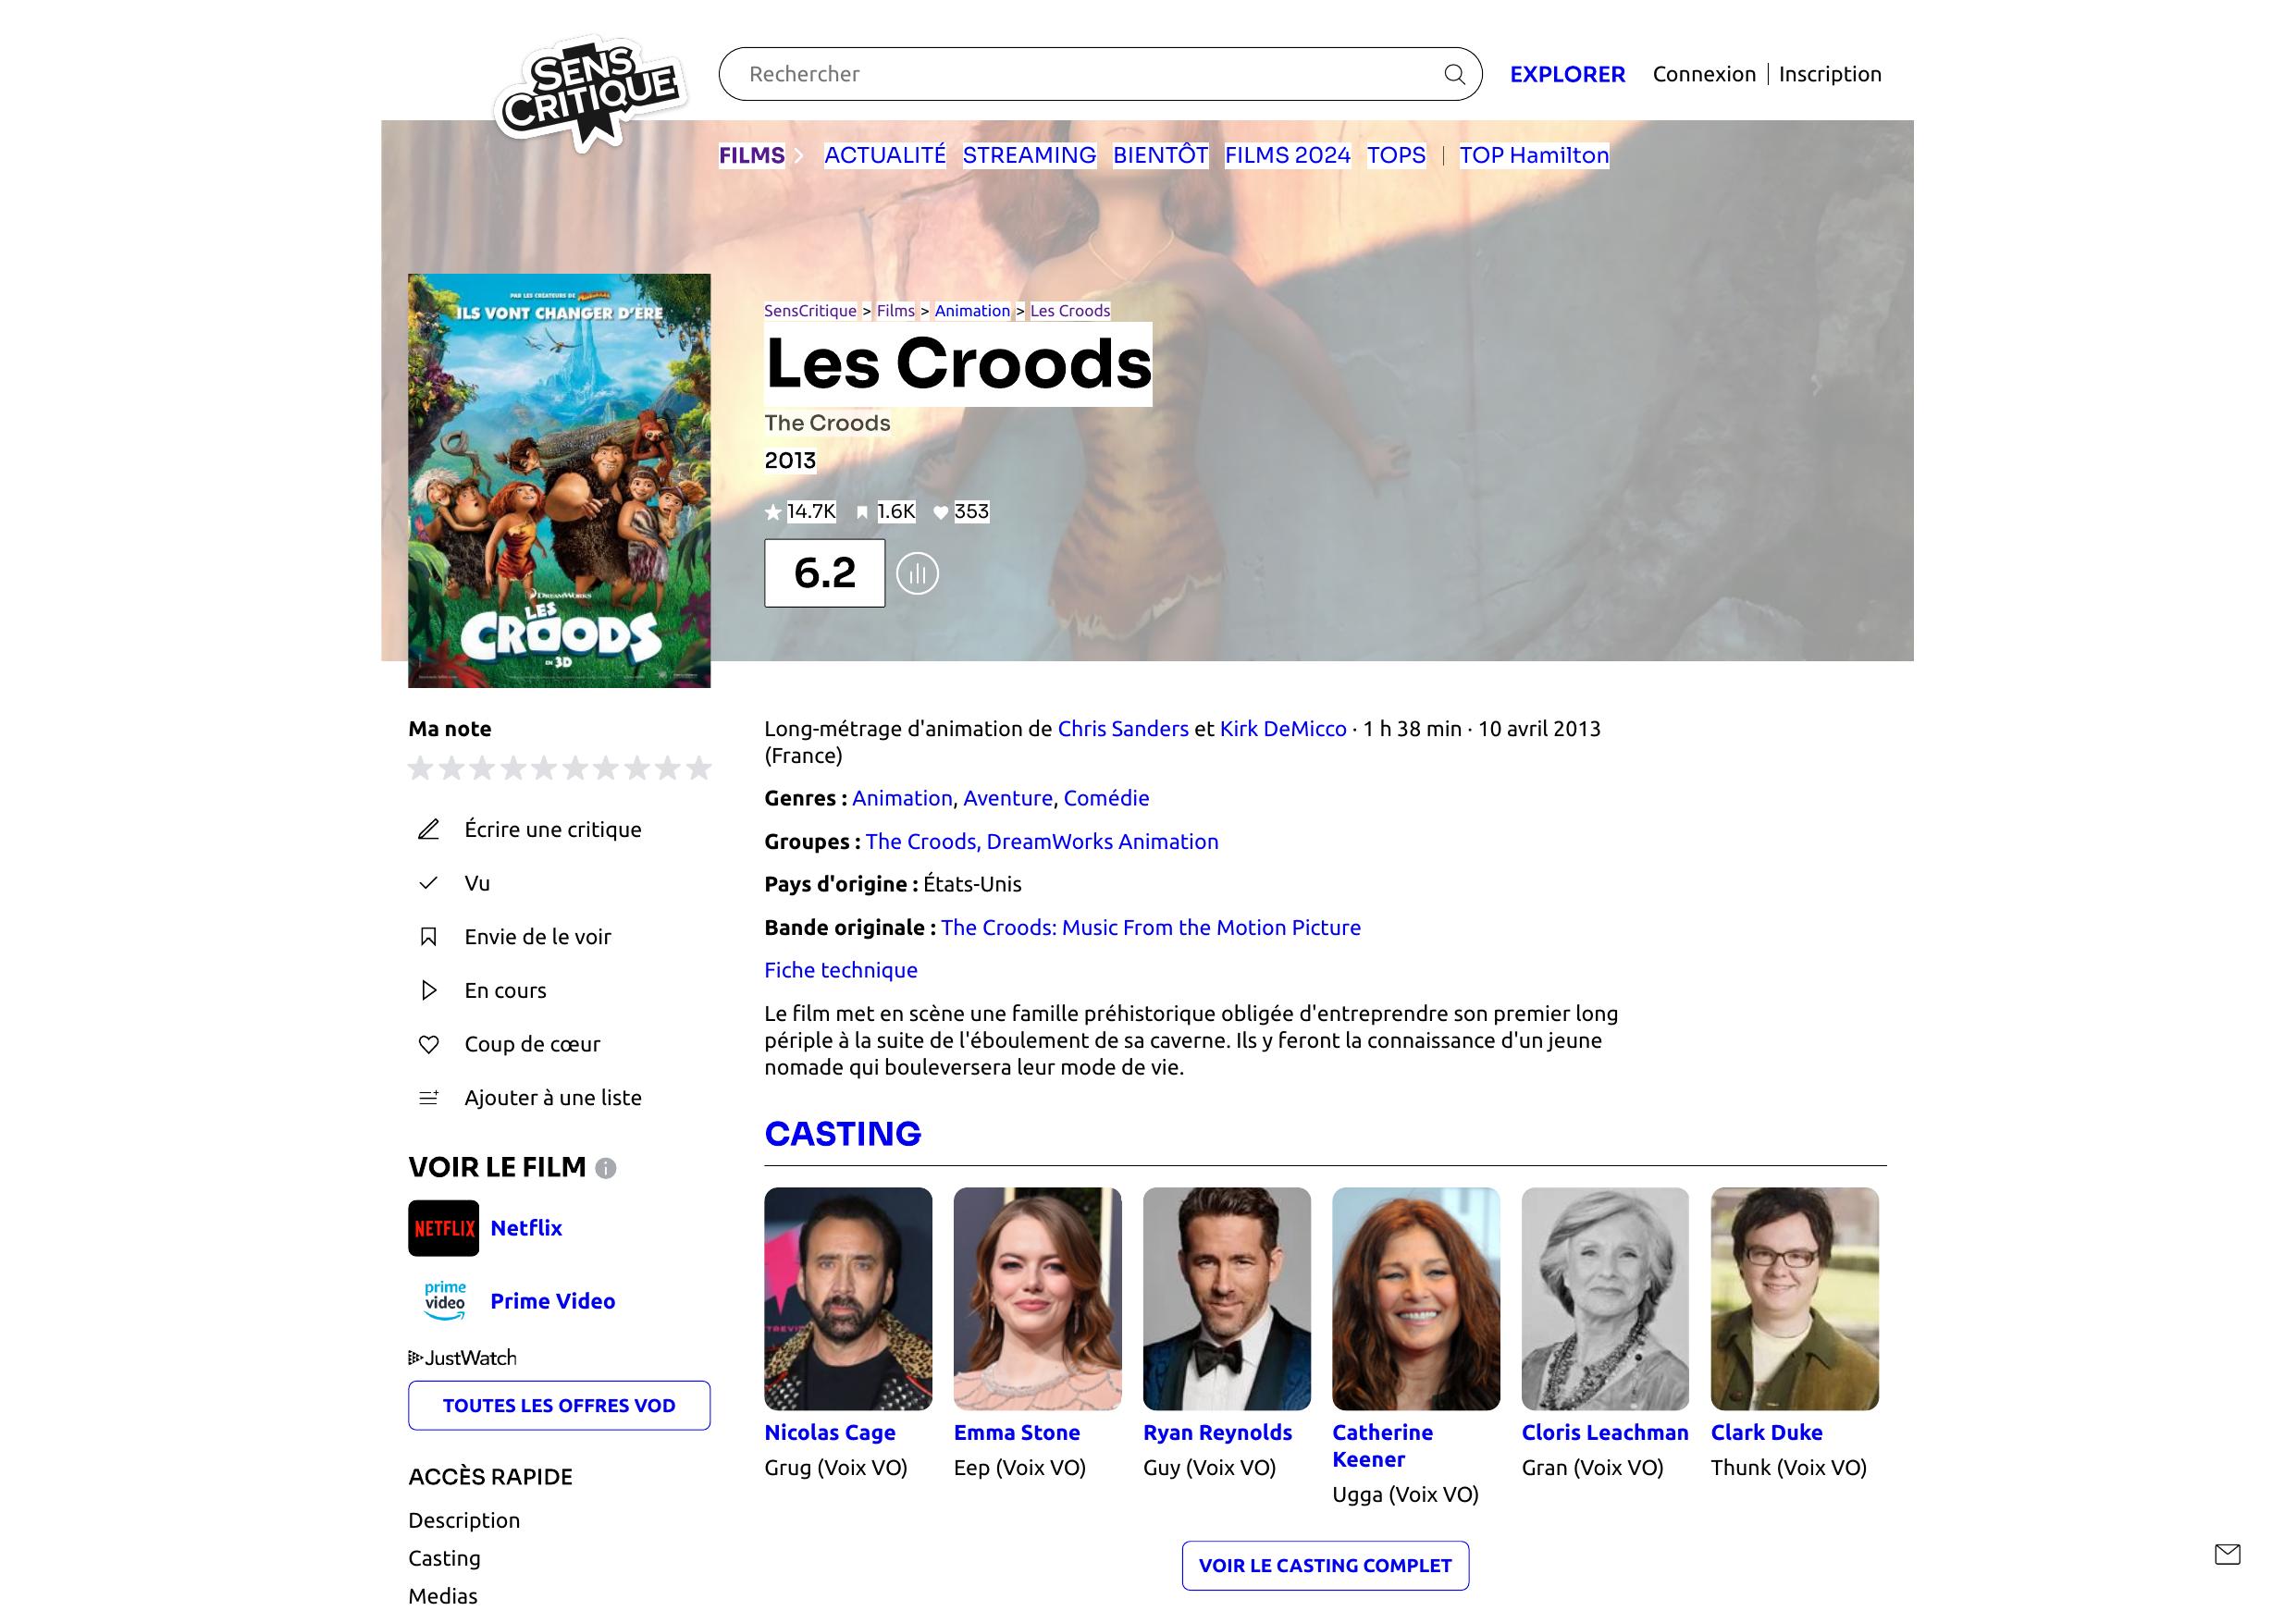 SENS
CRITIQUE
Rechercher
EXPLORER
Connexion | Inscription
FILMS
ACTUALITÉ STREAMING BIENTÔT FILMS 2024 TOPS | TOP Hamilton
PAR LES CRÉATEURS DE
ILS VONT CHANGER D'ÈRE
DREAMWORKS
LES
CROODS
EN 3D
SensCritique > Films > Animation > Les Croods
Les Croods
The Croods
2013
14.7K 1.6K 353
6.2
Ma note
Écrire une critique
Vu
Envie de le voir
En cours
Coup de cœur
Ajouter à une liste
VOIR LE FILM
NETFLIX Netflix
prime
video
Prime Video
JustWatch
TOUTES LES OFFRES VOD
ACCÈS RAPIDE
Description
Casting
Medias
Long-métrage d'animation de Chris Sanders et Kirk DeMicco · 1 h 38 min · 10 avril 2013
(France)
Genres : Animation, Aventure, Comédie
Groupes : The Croods, DreamWorks Animation
Pays d'origine : États-Unis
Bande originale : The Croods: Music From the Motion Picture
Fiche technique
Le film met en scène une famille préhistorique obligée d'entreprendre son premier long
périple à la suite de l'éboulement de sa caverne. Ils y feront la connaissance d'un jeune
nomade qui bouleversera leur mode de vie.
CASTING
Nicolas Cage
Grug (Voix VO)
Emma Stone
Eep (Voix VO)
Ryan Reynolds
Guy (Voix VO)
Catherine
Keener
Ugga (Voix VO)
Cloris Leachman
Gran (Voix VO)
Clark Duke
Thunk (Voix VO)
VOIR LE CASTING COMPLET